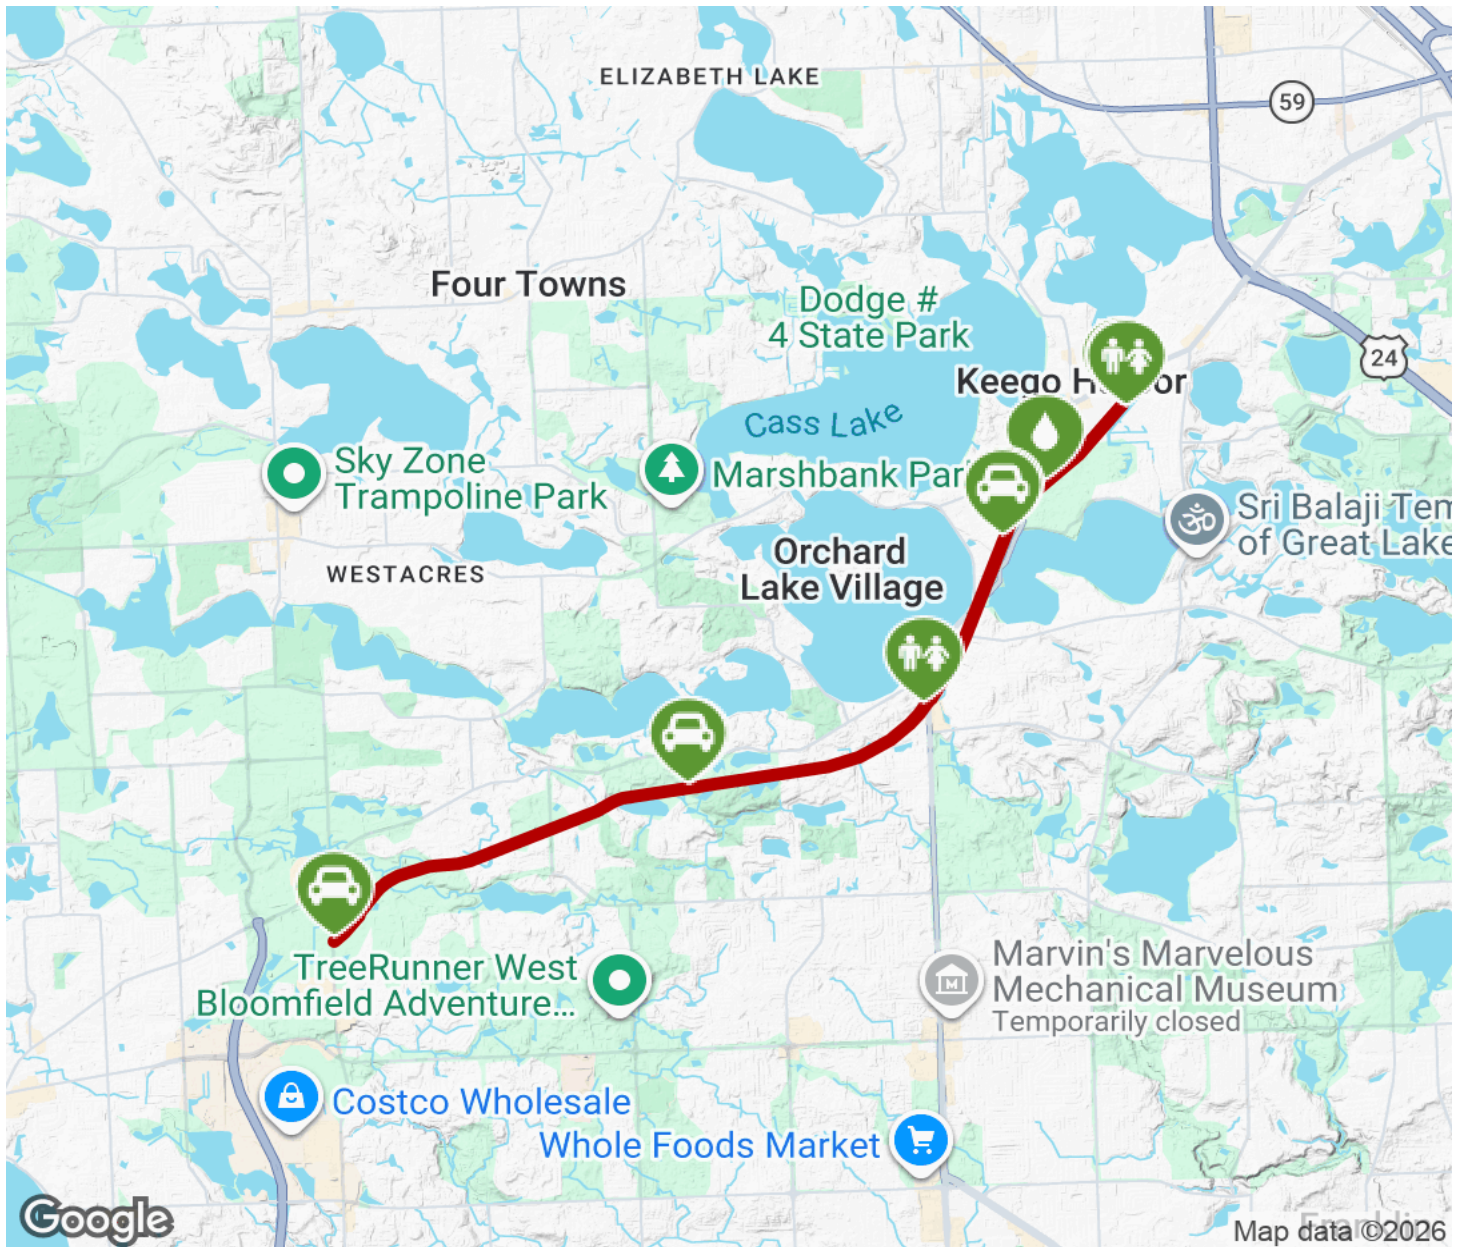 ELIZABETH LAKE
59
Four Towns
Dodge #
4 State Park
24
Keego H or
Cass Lake
Sky Zone
Trampoline Park
Marshbank Par
Sri Balaji Tem
of Great Lake
Orchard
Lake Village
WESTACRES
TreeRunner West
Bloomfield Adventure...
Marvin's Marvelous
Mechanical Museum
Temporarily closed
Costco Wholesale
Whole Foods Market
Google
Map data ©2026